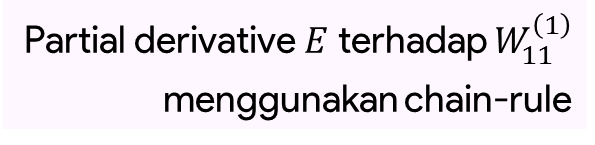 Partial derivative E terhadap W₁₁⁽¹⁾
menggunakan chain-rule